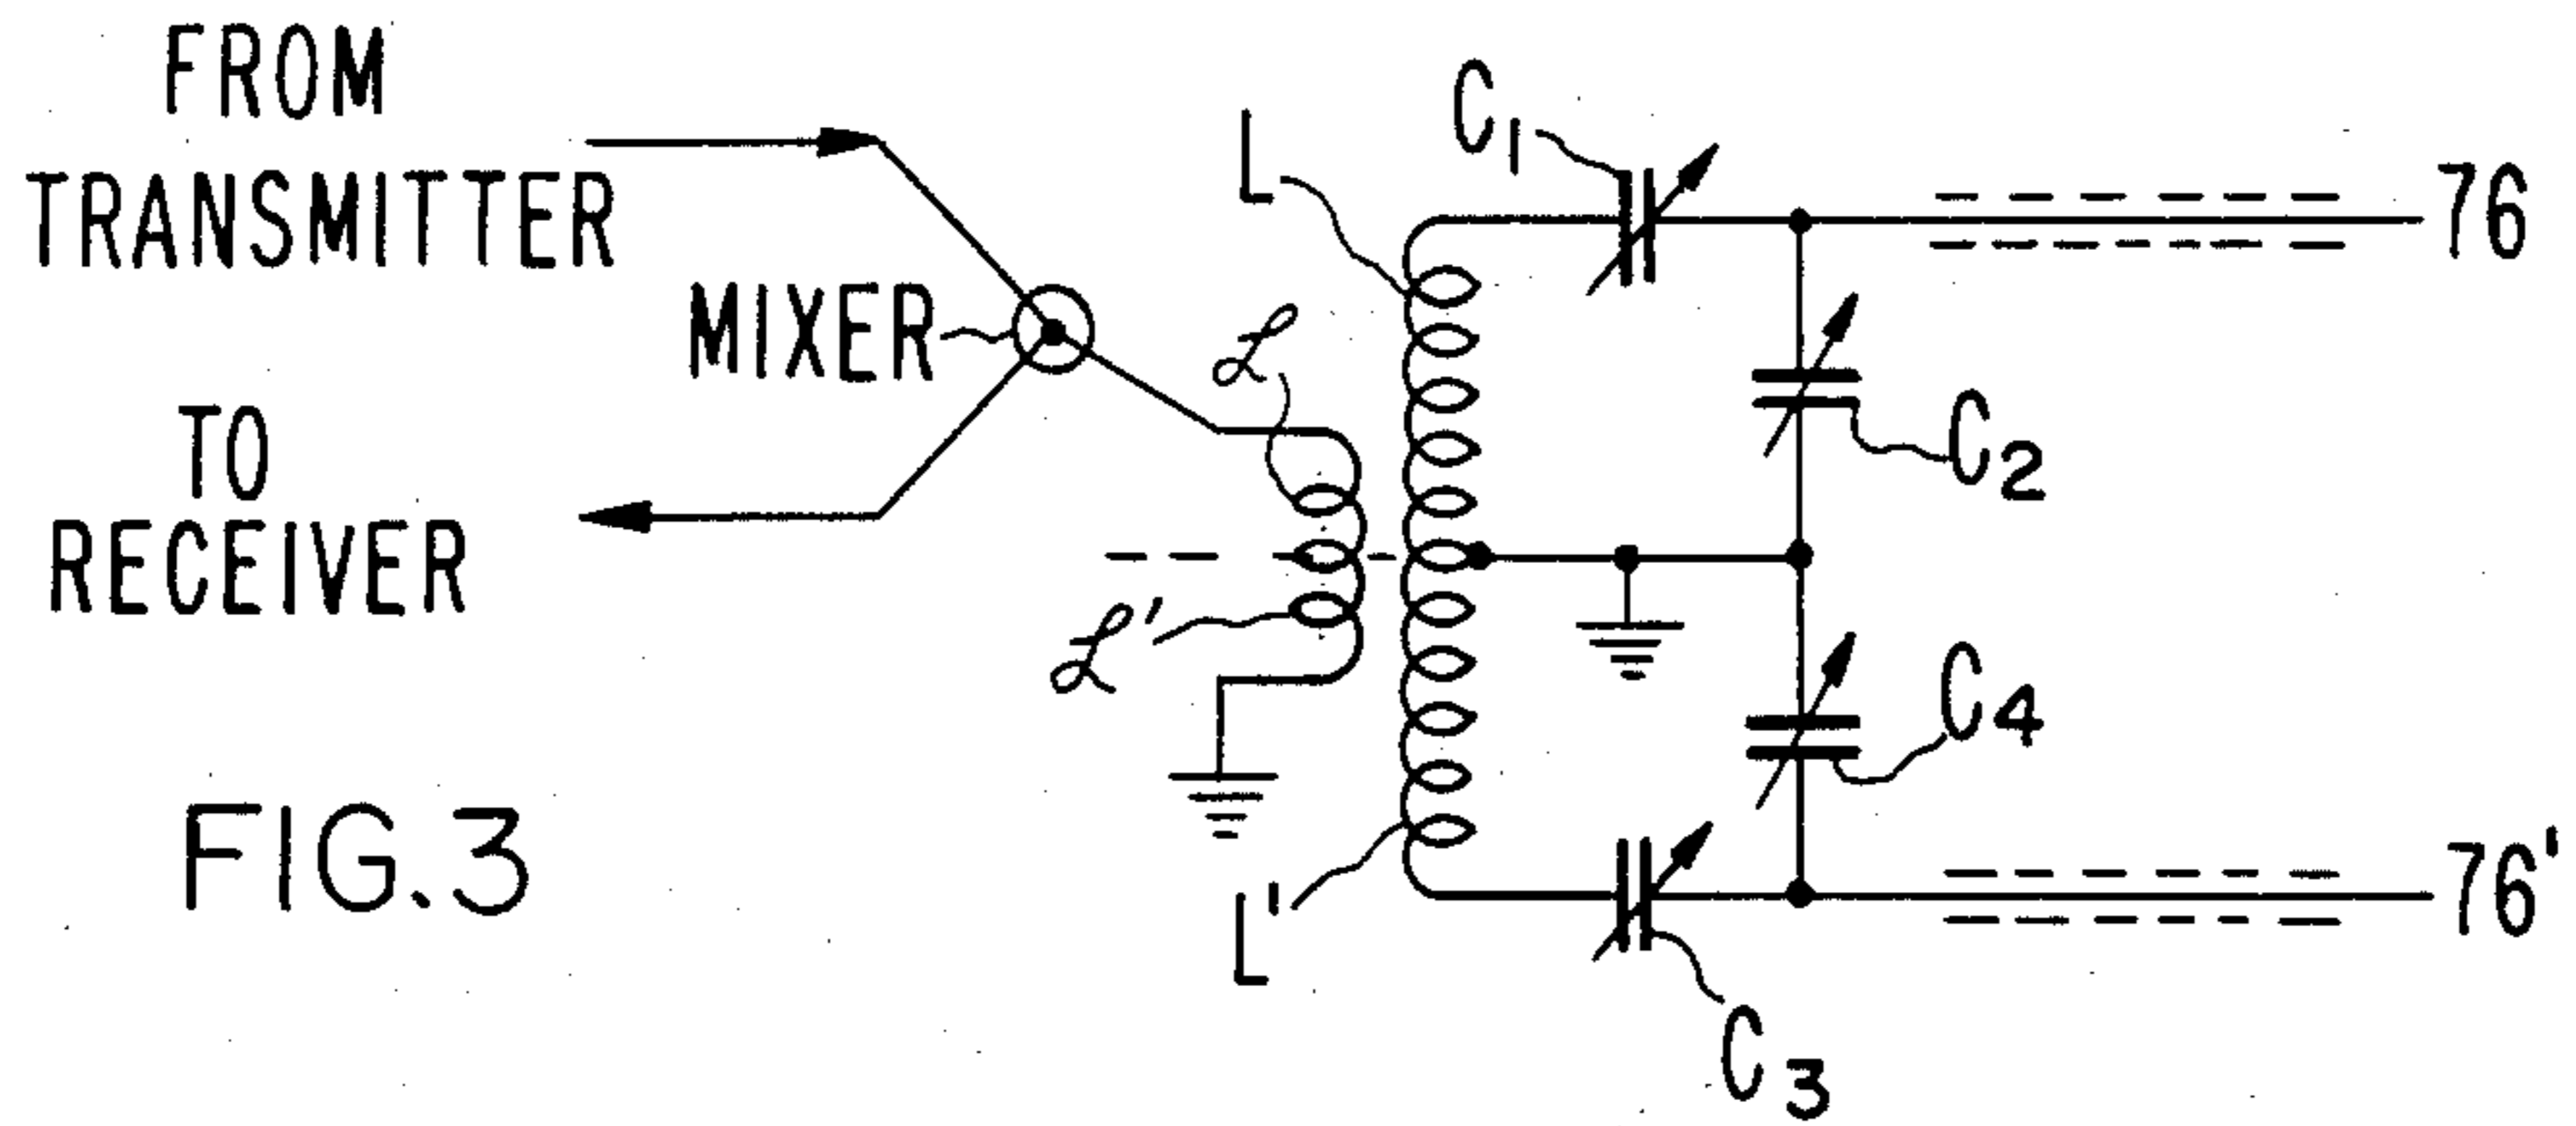 FROM
TRANSMITTER
MIXER
TO
RECEIVER
L
C1
76
ℒ
C2
ℒ'
C4
L'
76'
C3
FIG.3